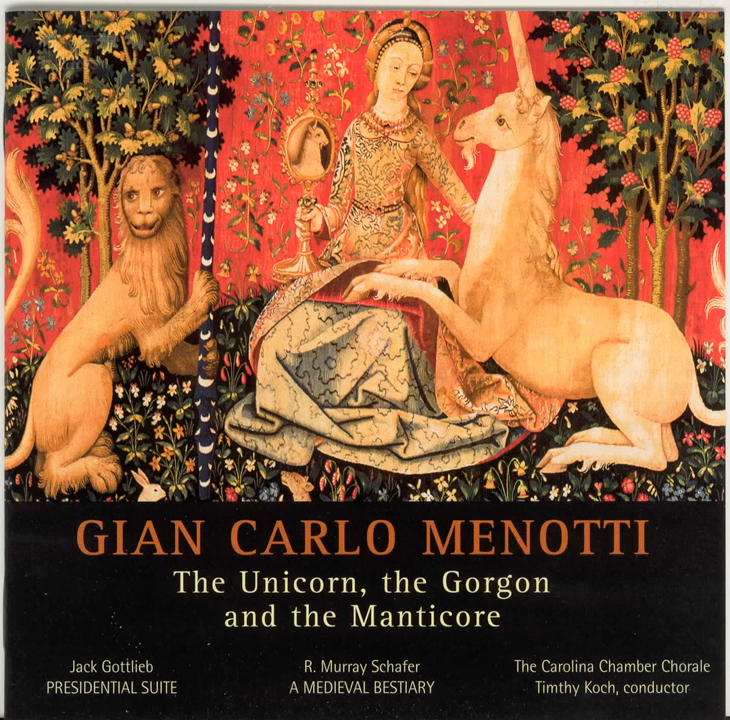 GIAN CARLO MENOTTI
The Unicorn, the Gorgon
and the Manticore
Jack Gottlieb
PRESIDENTIAL SUITE
R. Murray Schafer
A MEDIEVAL BESTIARY
The Carolina Chamber Chorale
Timthy Koch, conductor